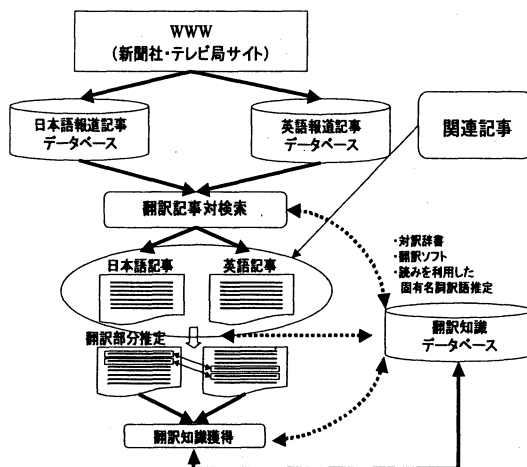 WWW
(新聞社・テレビ局サイト)
日本語報道記事
データベース
英語報道記事
データベース
関連記事
翻訳記事対検索
日本語記事
英語記事
・対訳辞書
・翻訳ソフト
・読みを利用した
固有名詞訳語推定
翻訳知識
データベース
翻訳部分推定
翻訳知識獲得